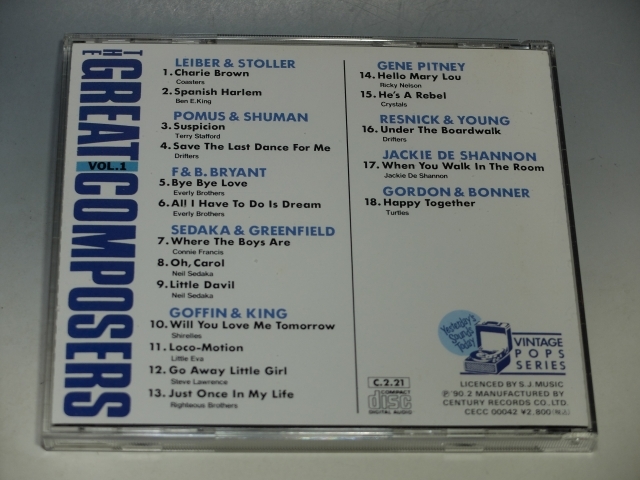 THE
GREAT COMPOSERS
VOL.1
LEIBER & STOLLER
1. Charie Brown
Coasters
2. Spanish Harlem
Ben E.King
POMUS & SHUMAN
3. Suspicion
Terry Stafford
4. Save The Last Dance For Me
Drifters
F & B. BRYANT
5. Bye Bye Love
Everly Brothers
6. All I Have To Do Is Dream
Everly Brothers
SEDAKA & GREENFIELD
7. Where The Boys Are
Connie Francis
8. Oh, Carol
Neil Sedaka
9. Little Davil
Neil Sedaka
GOFFIN & KING
10. Will You Love Me Tomorrow
Shirelles
11. Loco-Motion
Little Eva
12. Go Away Little Girl
Steve Lawrence
13. Just Once In My Life
Righteous Brothers
GENE PITNEY
14. Hello Mary Lou
Ricky Nelson
15. He's A Rebel
Crystals
RESNICK & YOUNG
16. Under The Boardwalk
Drifters
JACKIE DE SHANNON
17. When You Walk In The Room
Jackie De Shannon
GORDON & BONNER
18. Happy Together
Turtles
Yesterday's
Sound
Today
VINTAGE
POPS
SERIES
C.2.21
COMPACT
disc
DIGITAL AUDIO
LICENCED BY S.J. MUSIC
℗'90.2 MANUFACTURED BY
CENTURY RECORDS CO. LTD.
CECC 00042 ¥2,800